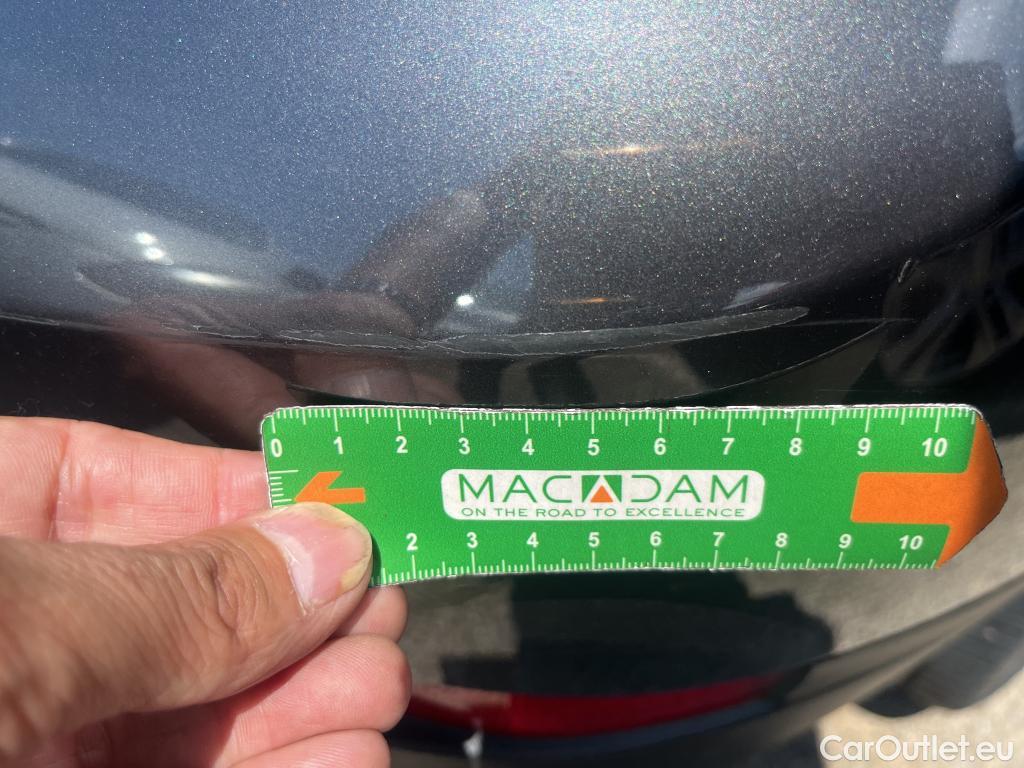 0 1 2 3 4 5 6 7 8 9 10
MACADAM
ON THE ROAD TO EXCELLENCE
2 3 4 5 6 7 8 9 10
CarOutlet.eu